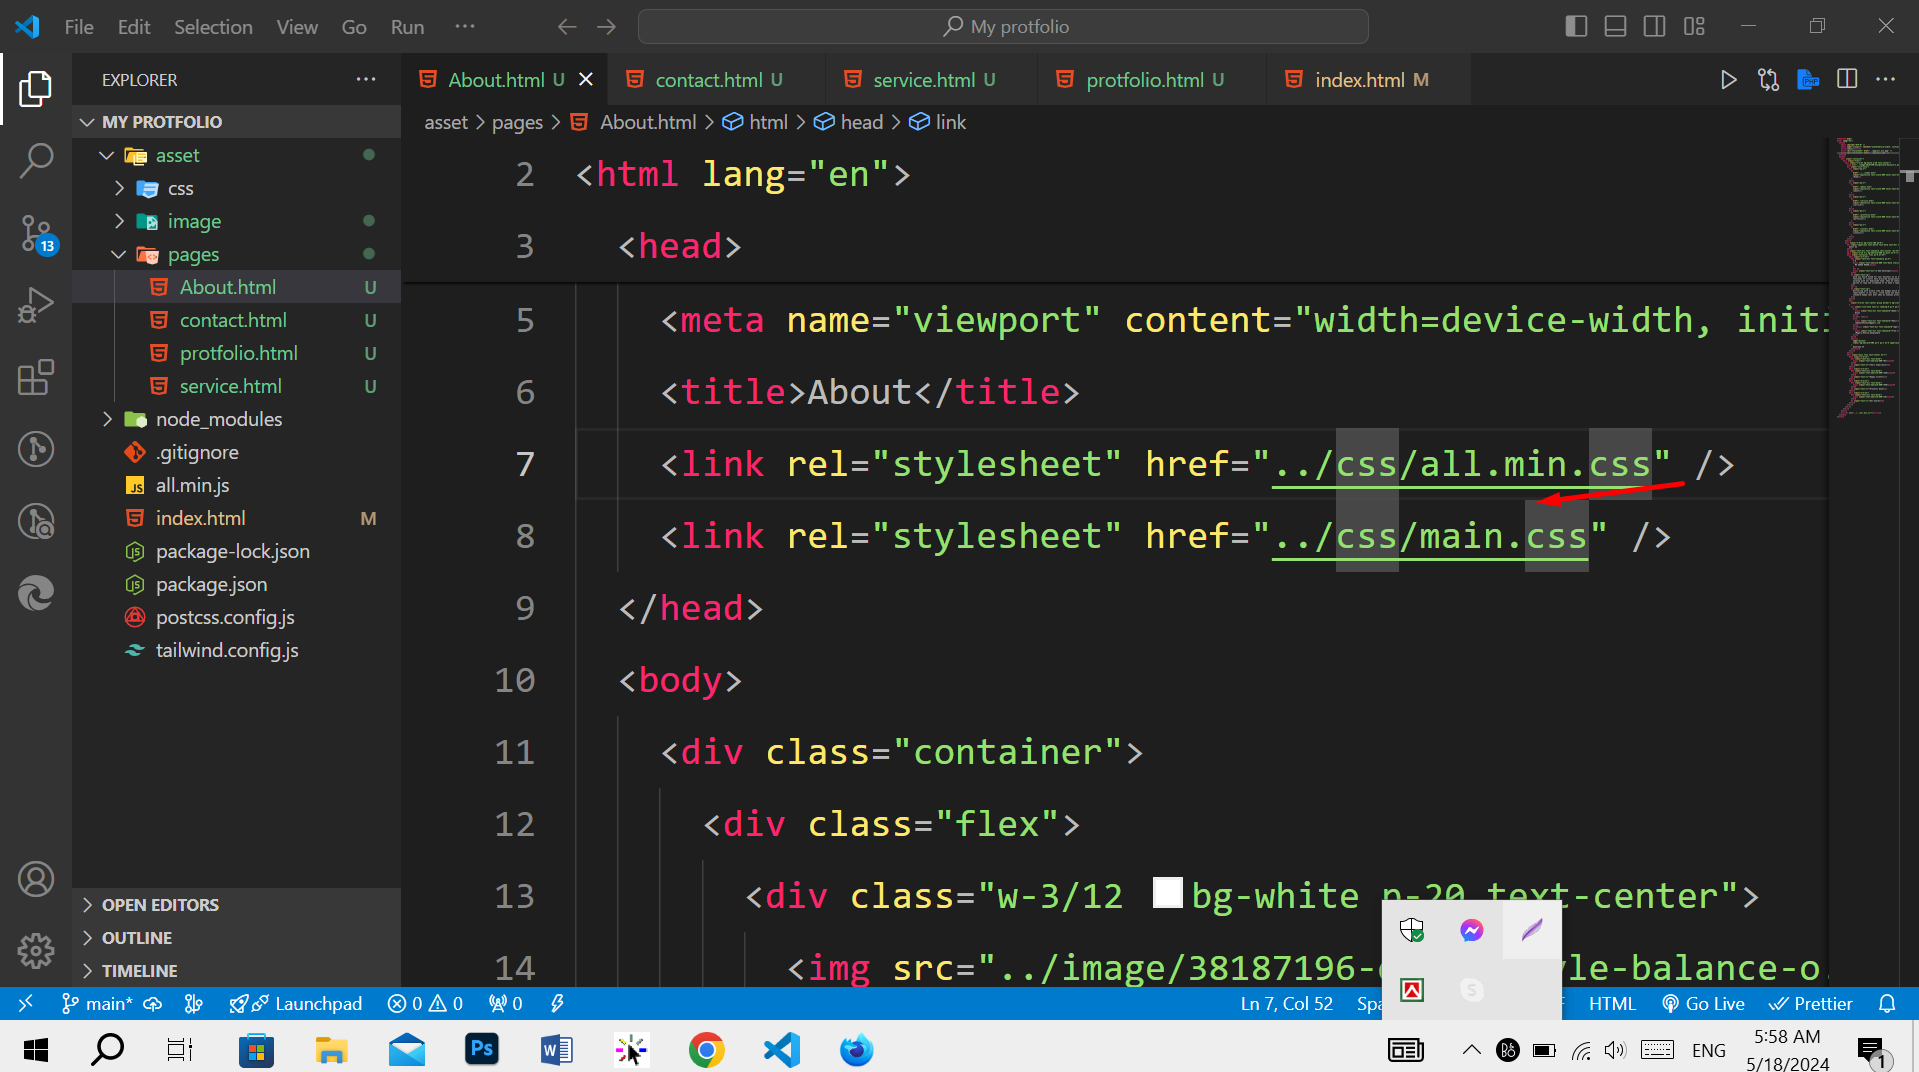 File Edit Selection View Go Run ··· My protfolio
EXPLORER ···
About.html U contact.html U service.html U protfolio.html U index.html M
asset > pages > About.html > html > head > link
MY PROTFOLIO
asset
css
image
pages
About.html U
contact.html U
protfolio.html U
service.html U
node_modules
.gitignore
JS all.min.js
index.html M
package-lock.json
package.json
postcss.config.js
tailwind.config.js
OPEN EDITORS
OUTLINE
TIMELINE
13
2 <html lang="en">
3 <head>
5 <meta name="viewport" content="width=device-width, initi
6 <title>About</title>
7 <link rel="stylesheet" href="../css/all.min.css" />
8 <link rel="stylesheet" href="../css/main.css" />
9 </head>
10 <body>
11 <div class="container">
12 <div class="flex">
13 <div class="w-3/12 bg-white p-20 text-center">
14 <img src="../image/38187196- le-balance-o.
main* Launchpad 0 0 0 Ln 7, Col 52 Spa HTML Go Live Prettier
Ps W ENG 5:58 AM
5/18/2024 1